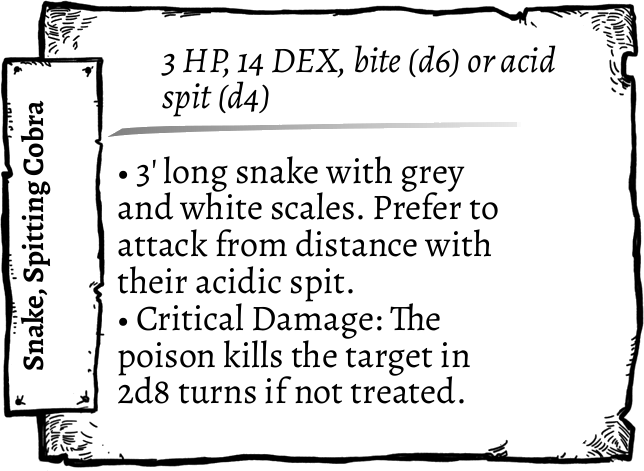 Snake, Spitting Cobra
3 HP, 14 DEX, bite (d6) or acid
spit (d4)
• 3' long snake with grey
and white scales. Prefer to
attack from distance with
their acidic spit.
• Critical Damage: The
poison kills the target in
2d8 turns if not treated.